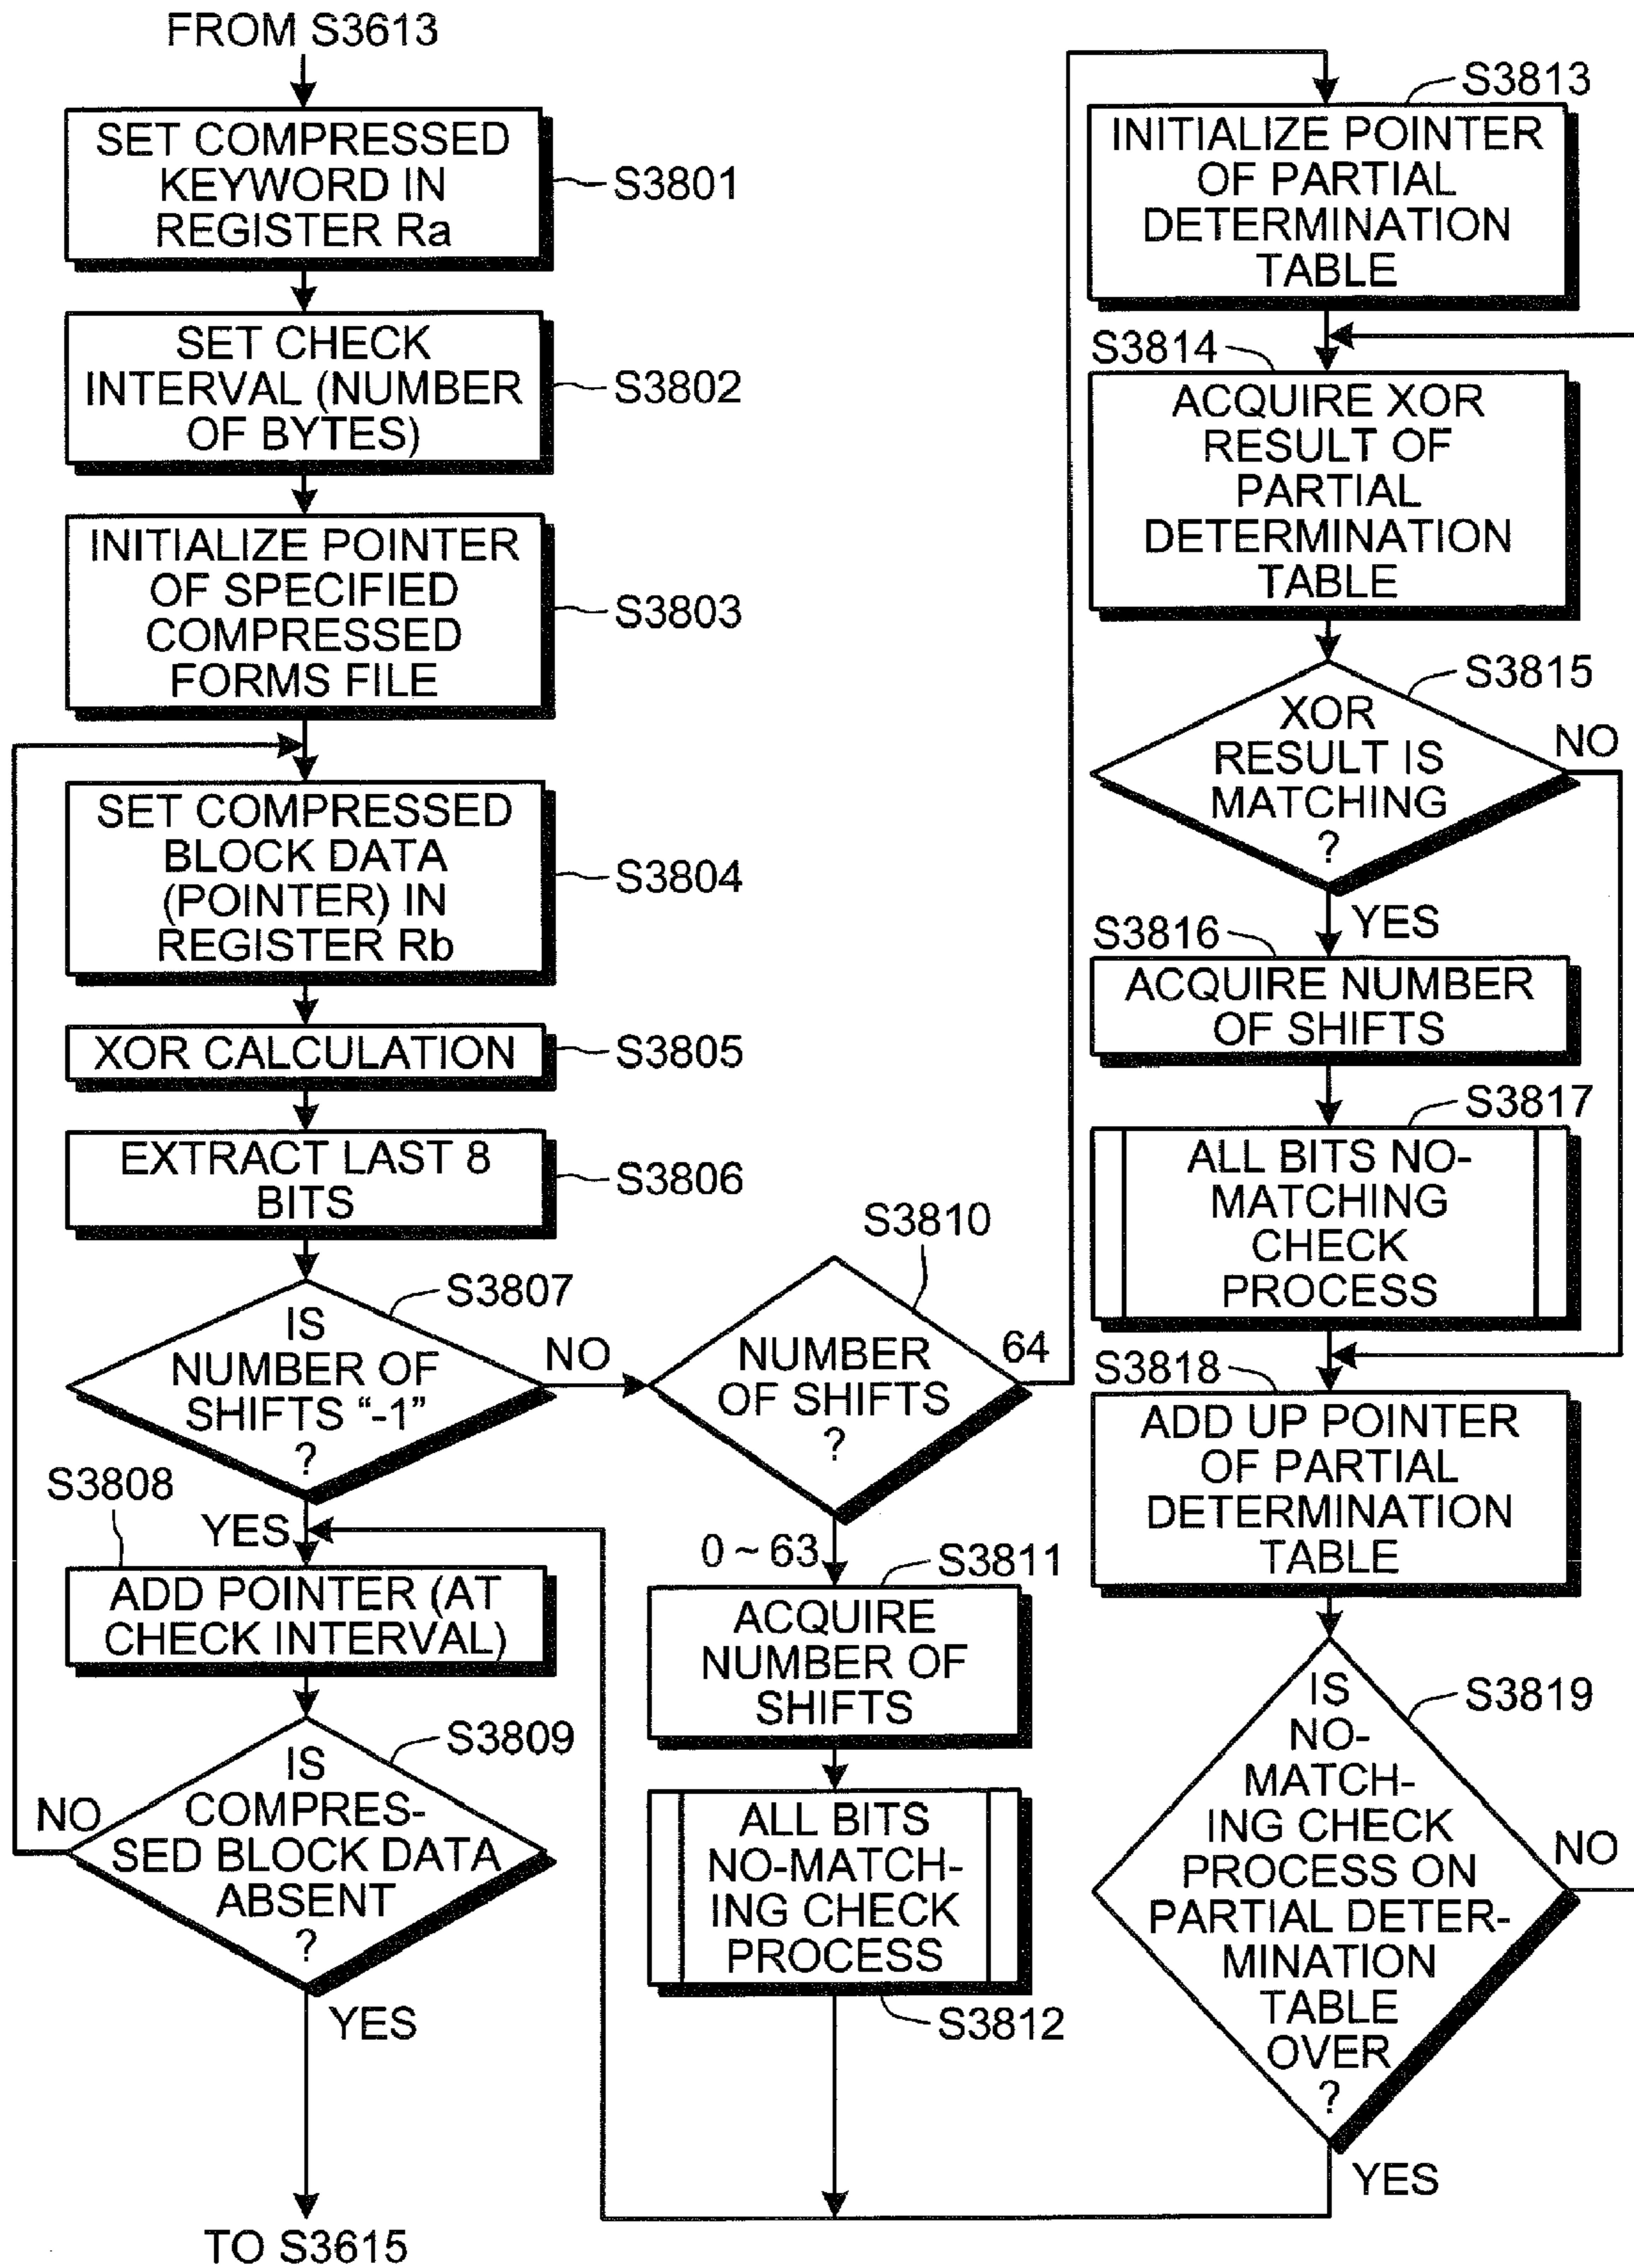 FROM S3613
SET COMPRESSED
KEYWORD IN
REGISTER Ra
S3801
SET CHECK
INTERVAL (NUMBER
OF BYTES)
S3802
INITIALIZE POINTER
OF SPECIFIED
COMPRESSED
FORMS FILE
S3803
SET COMPRESSED
BLOCK DATA
(POINTER) IN
REGISTER Rb
S3804
XOR CALCULATION
S3805
EXTRACT LAST 8
BITS
S3806
S3807
IS
NUMBER OF
SHIFTS “-1”
?
NO
YES
S3808
ADD POINTER (AT
CHECK INTERVAL)
S3809
IS
COMPRES-
SED BLOCK DATA
ABSENT
?
NO
YES
TO S3615
S3810
NUMBER
OF SHIFTS
?
64
0 ~ 63
S3811
ACQUIRE
NUMBER OF
SHIFTS
ALL BITS
NO-MATCH-
ING CHECK
PROCESS
S3812
S3813
INITIALIZE POINTER
OF PARTIAL
DETERMINATION
TABLE
S3814
ACQUIRE XOR
RESULT OF
PARTIAL
DETERMINATION
TABLE
S3815
XOR
RESULT IS
MATCHING
?
NO
YES
S3816
ACQUIRE NUMBER
OF SHIFTS
S3817
ALL BITS NO-
MATCHING
CHECK
PROCESS
S3818
ADD UP POINTER
OF PARTIAL
DETERMINATION
TABLE
S3819
IS
NO-
MATCH-
ING CHECK
PROCESS ON
PARTIAL DETER-
MINATION
TABLE
OVER
?
NO
YES